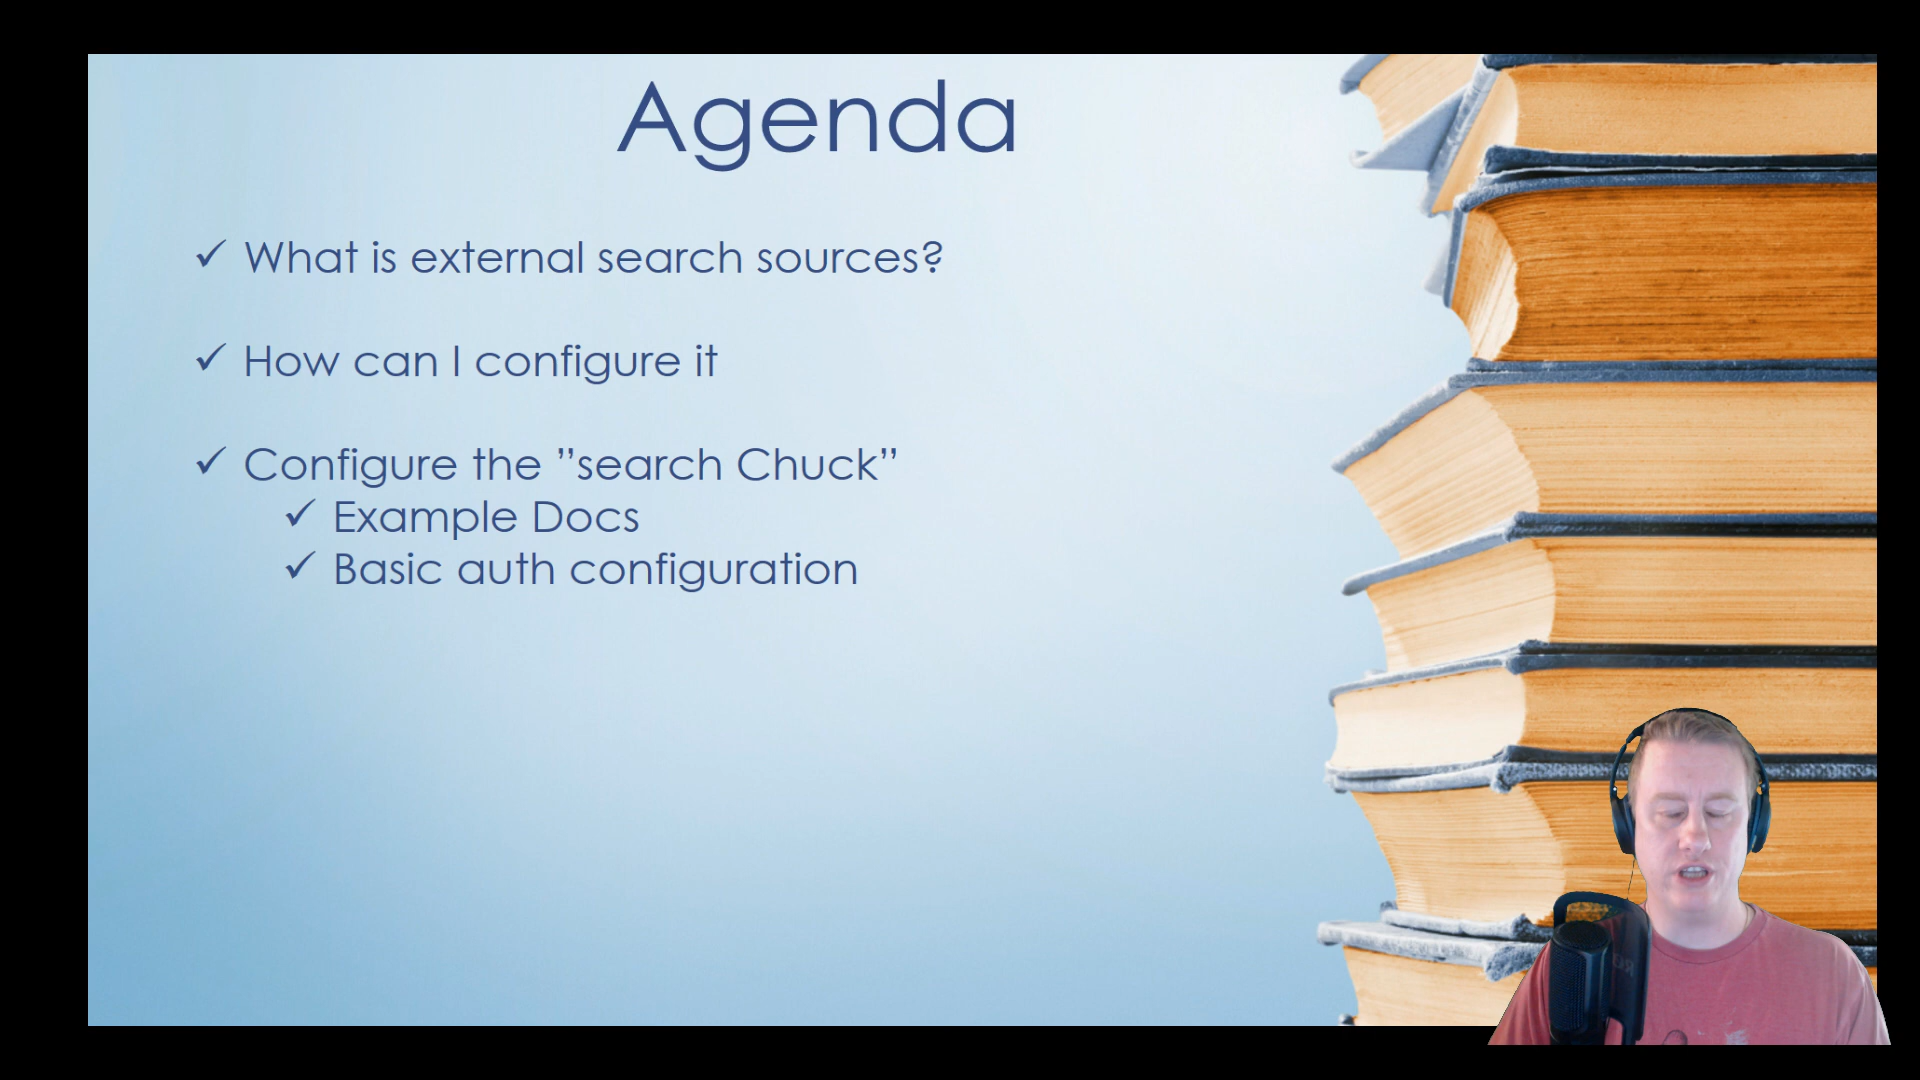 Agenda
✓ What is external search sources?
✓ How can I configure it
✓ Configure the ”search Chuck”
✓ Example Docs
✓ Basic auth configuration